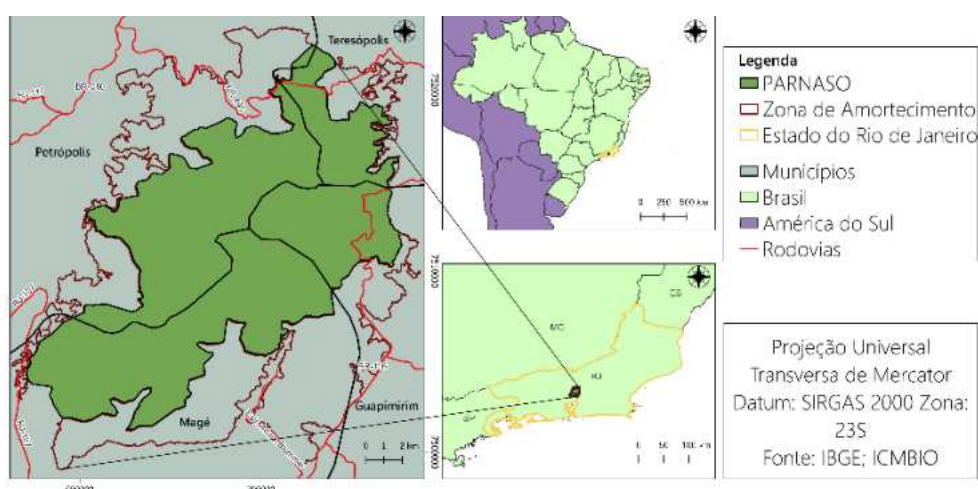 Teresópolis
Petrópolis
Magé
Guapimirim
0 1 2 km
0 250 500 km
MG
ES
RJ
SP
0 50 100 km
7500000
Legenda
PARNASO
Zona de Amortecimento
Estado do Rio de Janeiro
Municípios
Brasil
América do Sul
Rodovias
Projeção Universal
Transversa de Mercator
Datum: SIRGAS 2000 Zona:
23S
Fonte: IBGE; ICMBIO